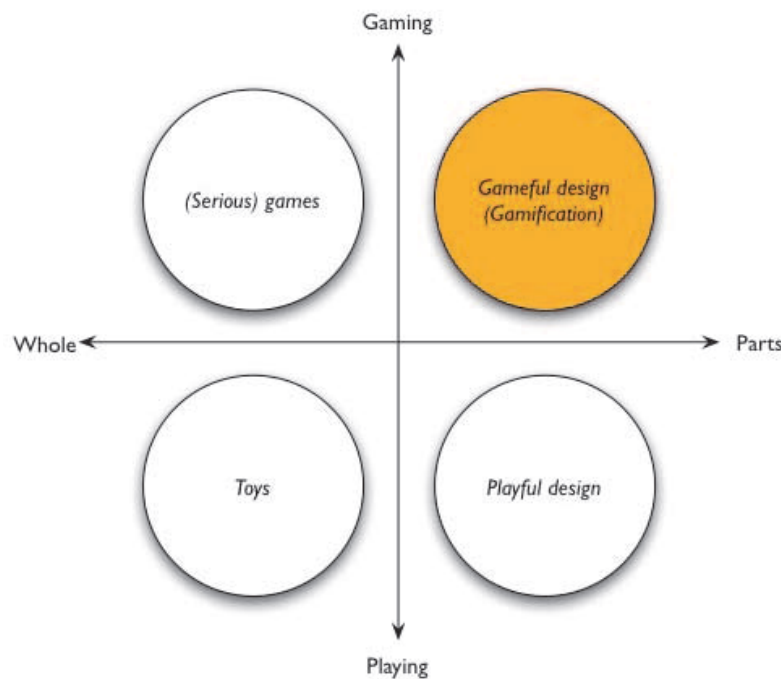 Gaming
(Serious) games
Gameful design
(Gamification)
Whole
Parts
Toys
Playful design
Playing